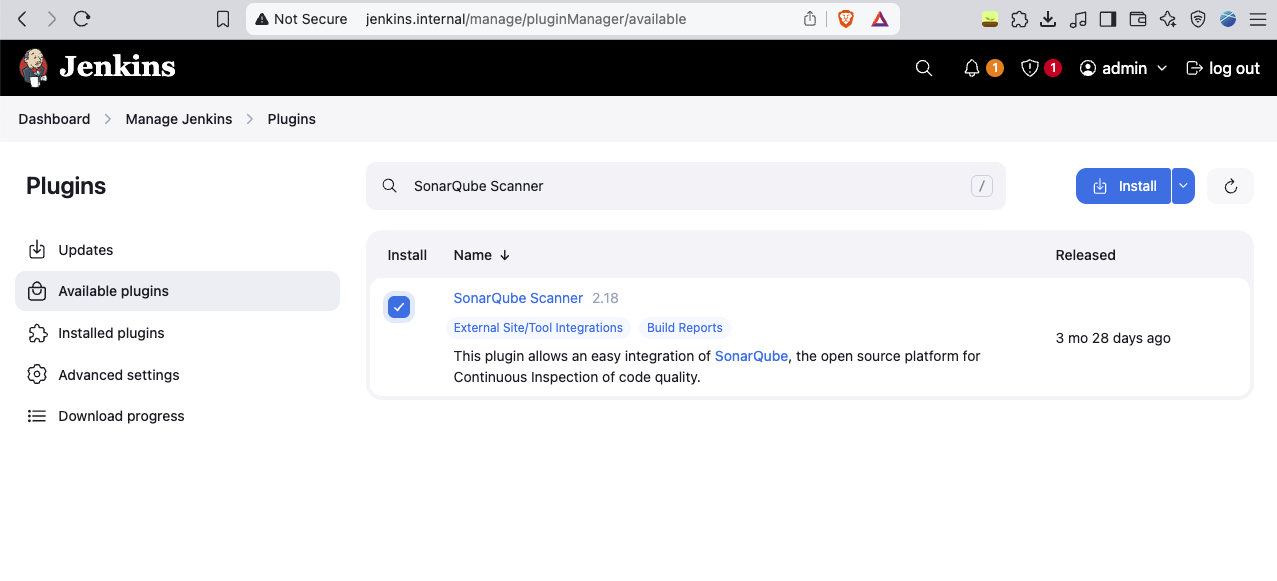 Not Secure jenkins.internal/manage/pluginManager/available
Jenkins
1
1
admin
log out
Dashboard
Manage Jenkins
Plugins
Plugins
SonarQube Scanner
/
Install
Updates
Available plugins
Installed plugins
Advanced settings
Download progress
Install Name ↓ Released
SonarQube Scanner 2.18
External Site/Tool Integrations Build Reports
This plugin allows an easy integration of SonarQube, the open source platform for
Continuous Inspection of code quality.
3 mo 28 days ago